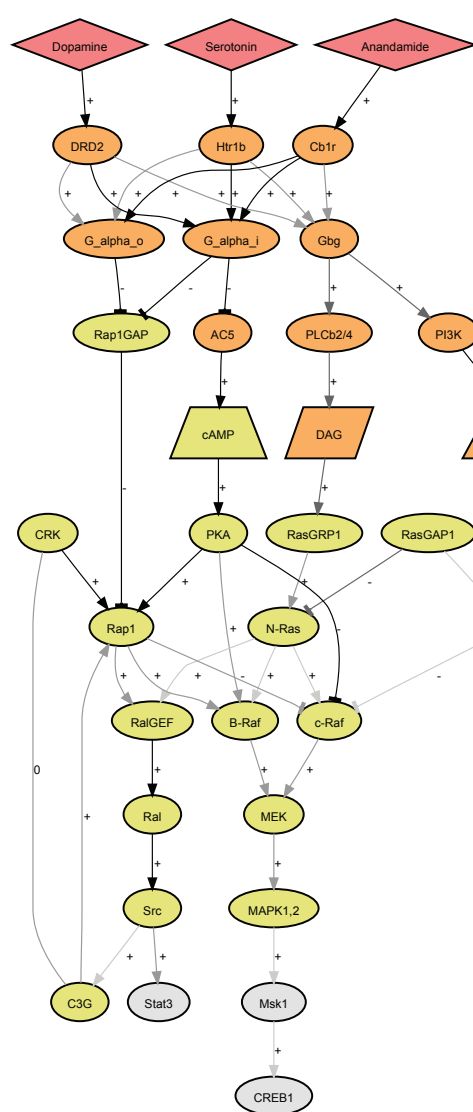 Dopamine Serotonin Anandamide
+ + +
DRD2 Htr1b Cb1r
+ + + + + + + + +
G_alpha_o G_alpha_i Gbg
- - - + +
Rap1GAP AC5 PLCb2/4 PI3K
+ +
cAMP DAG
- + +
CRK PKA RasGRP1 RasGAP1
+ + + -
Rap1 N-Ras
+ -
+ + + + + + -
RalGEF B-Raf c-Raf
0 + + +
Ral MEK
+ + +
Src MAPK1,2
+ + +
C3G Stat3 Msk1
+
CREB1